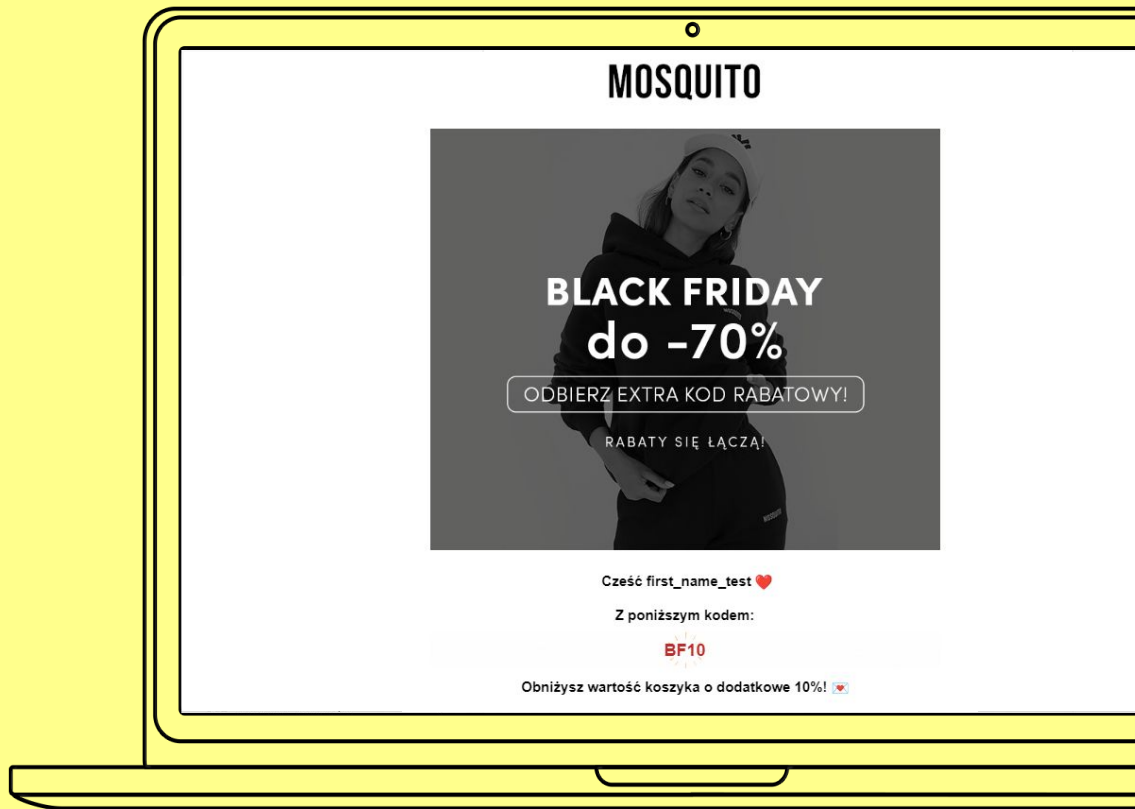 MOSQUITO
BLACK FRIDAY
do -70%
ODBIERZ EXTRA KOD RABATOWY!
RABATY SIĘ ŁĄCZĄ!
MOSQUITO
Cześć first_name_test ❤️
Z poniższym kodem:
BF10
Obniżysz wartość koszyka o dodatkowe 10%! 💌